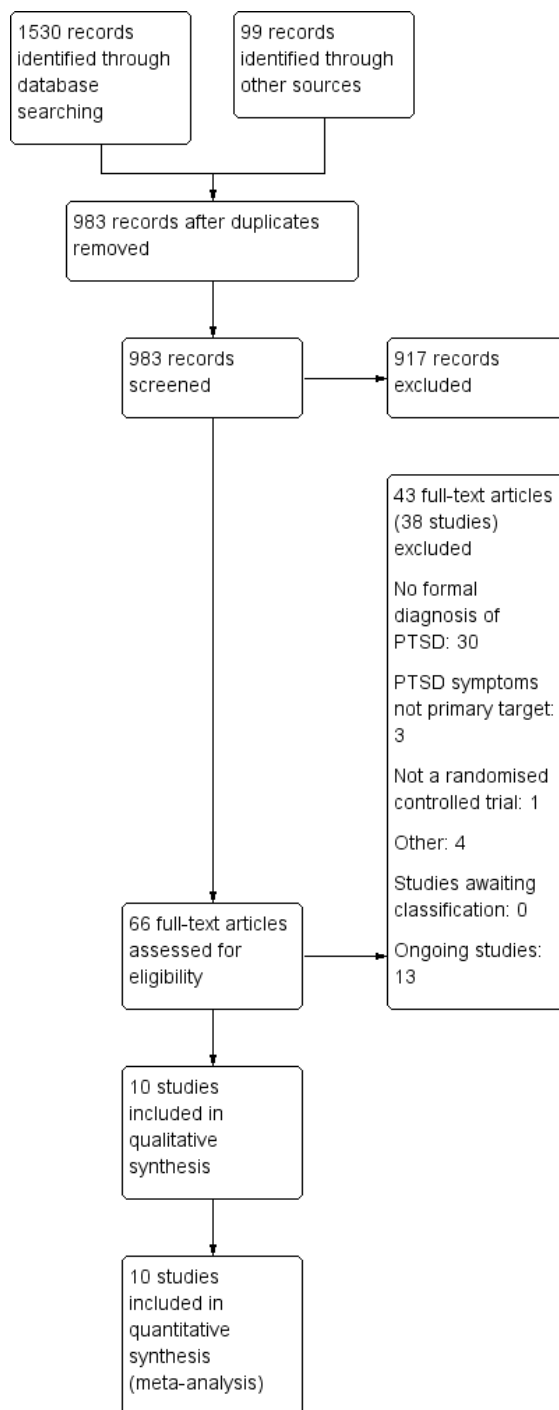 1530 records
identified through
database
searching
99 records
identified through
other sources
983 records after duplicates
removed
983 records
screened
917 records
excluded
43 full-text articles
(38 studies)
excluded
No formal
diagnosis of
PTSD: 30
PTSD symptoms
not primary target:
3
Not a randomised
controlled trial: 1
Other: 4
Studies awaiting
classification: 0
Ongoing studies:
13
66 full-text articles
assessed for
eligibility
10 studies
included in
qualitative
synthesis
10 studies
included in
quantitative
synthesis
(meta-analysis)